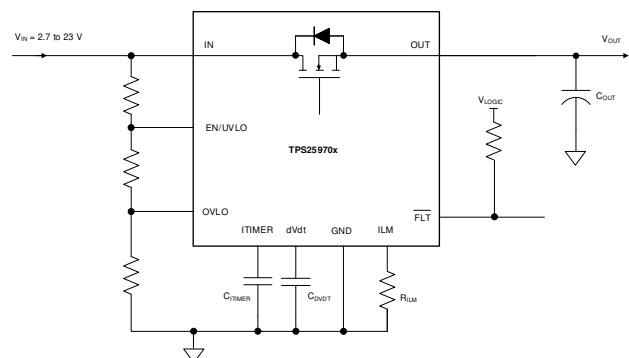 V_IN = 2.7 to 23 V
IN
OUT
V_OUT
C_OUT
V_LOGIC
EN/UVLO
TPS25970x
OVLO
FLT
ITIMER dVdt GND ILM
C_ITIMER
C_DVDT
R_ILM